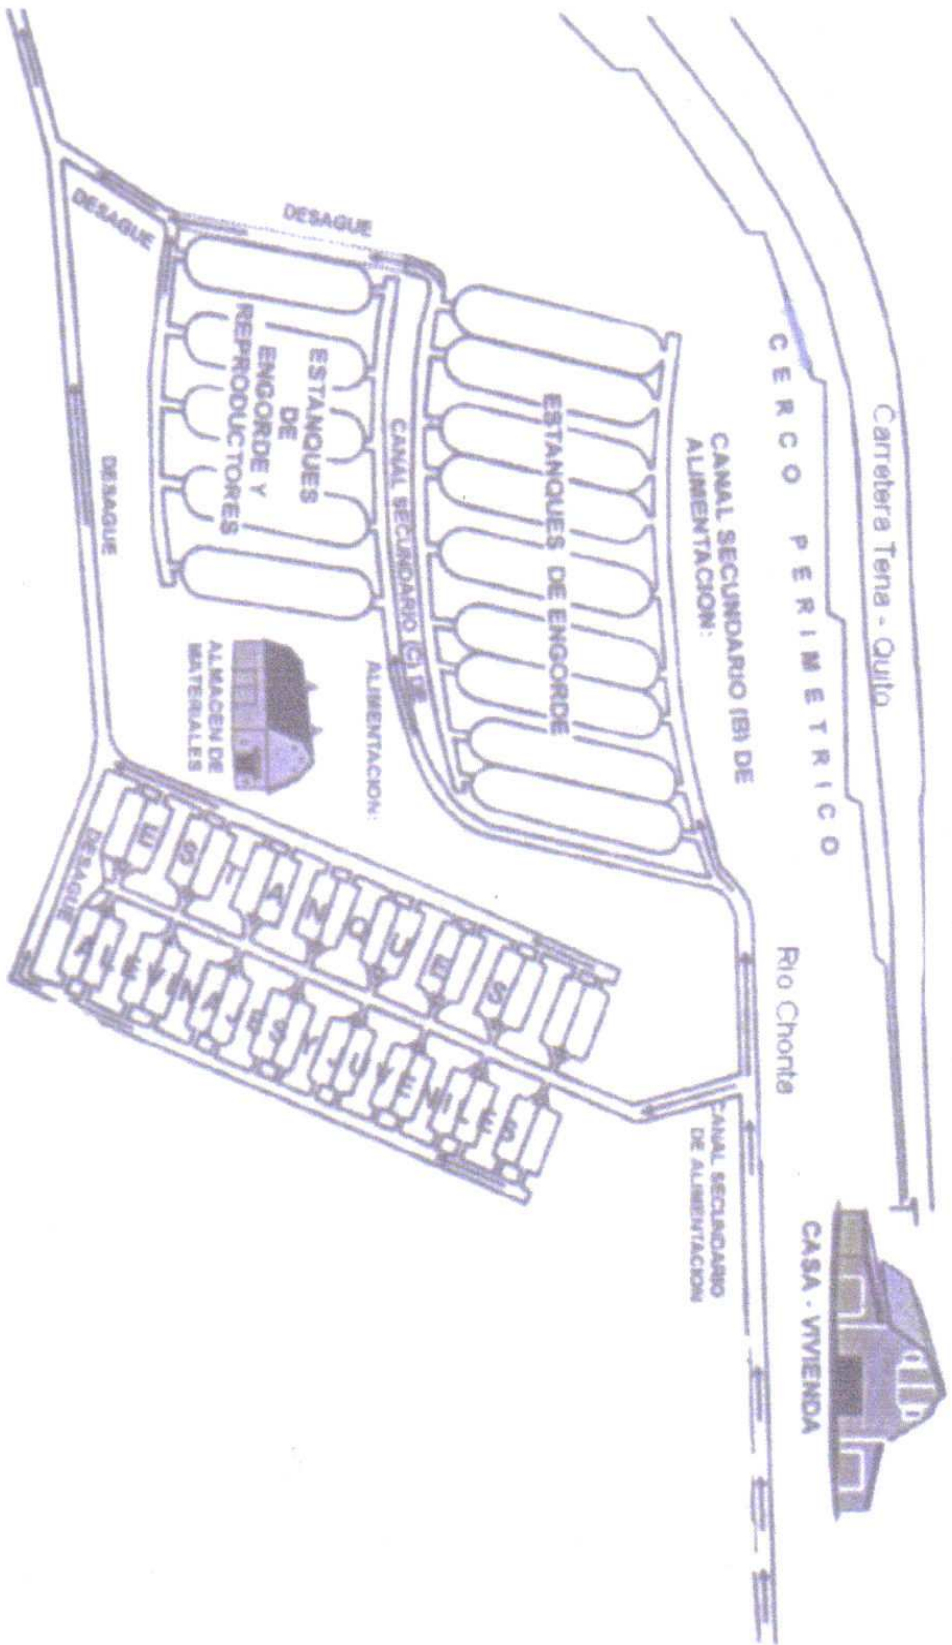 Carretera Tena - Quito
CERCO PERIMETRICO
Rio Chonta
CASA - VIVIENDA
CANAL SECUNDARIO (B) DE
ALIMENTACION:
CANAL SECUNDARIO
DE ALIMENTACION
ESTANQUES DE ENGORDE
DESAGUE
CANAL SECUNDARIO (C) DE
ALIMENTACION:
ESTANQUES
DE
ENGORDE Y
REPRODUCTORES
DESAGUE
ALMACEN DE
MATERIALES
DESAGUE
ESTANQUES
ALEVINAJES Y JUVENILES
DESAGUE